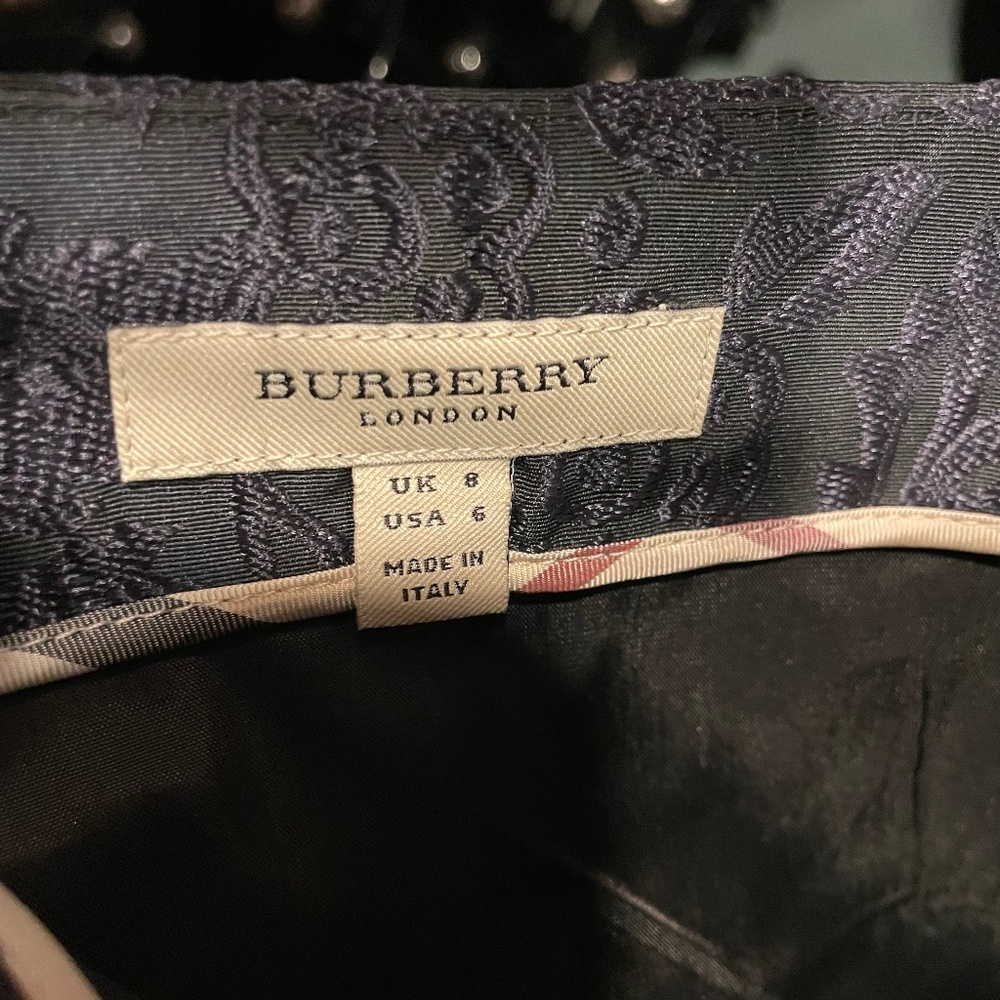 BURBERRY
LONDON
UK 8
USA 6
MADE IN
ITALY